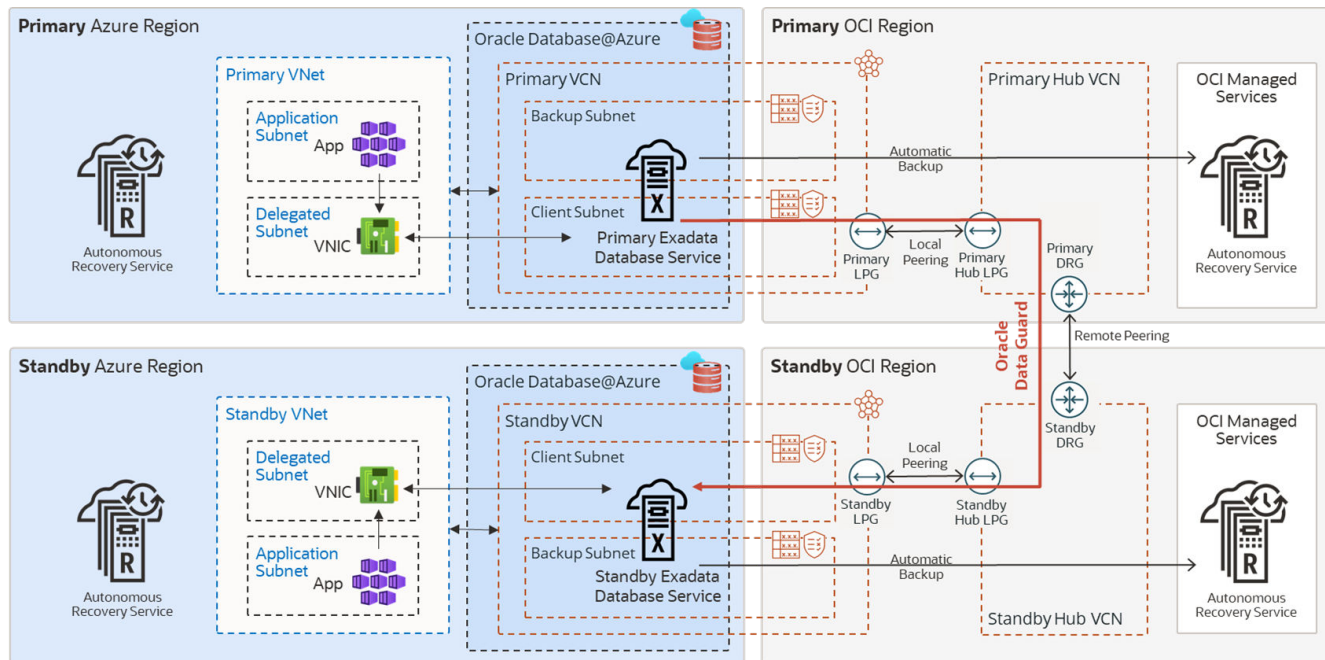 Primary Azure Region
Primary VNet
Application
Subnet
App
Delegated
Subnet
VNIC
Autonomous
Recovery Service
Oracle Database@Azure
Primary VCN
Backup Subnet
Client Subnet
X
Primary Exadata
Database Service
R
Primary OCI Region
Primary Hub VCN
OCI Managed
Services
Automatic
Backup
Primary
LPG
Local
Peering
Primary
Hub LPG
Primary
DRG
R
Autonomous
Recovery Service
Remote Peering
Oracle
Data Guard
Standby Azure Region
Standby VNet
Delegated
Subnet
VNIC
Application
Subnet
App
R
Autonomous
Recovery Service
Oracle Database@Azure
Standby VCN
Client Subnet
X
Backup Subnet
Standby Exadata
Database Service
Standby OCI Region
Standby
DRG
OCI Managed
Services
Local
Peering
Standby
LPG
Standby
Hub LPG
Automatic
Backup
Standby Hub VCN
R
Autonomous
Recovery Service